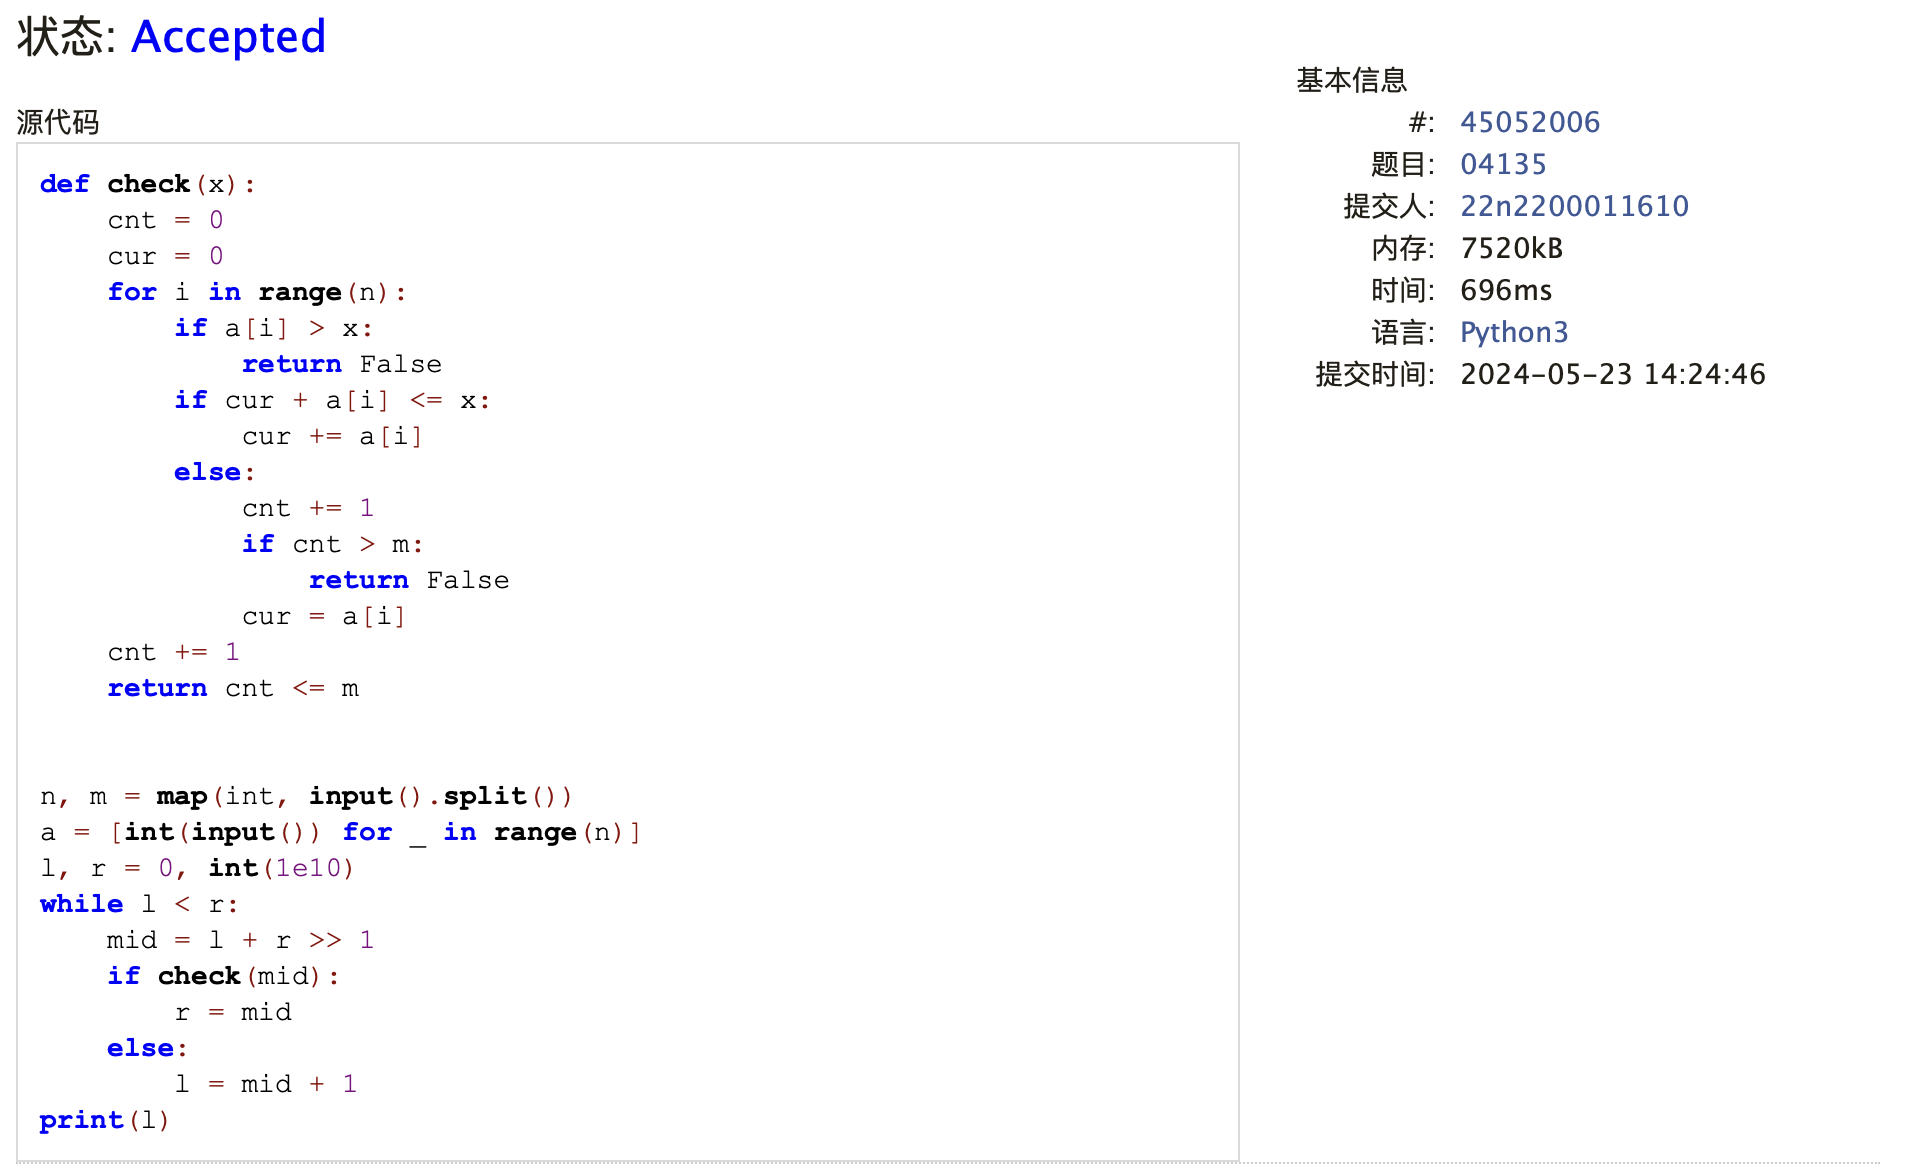 状态: Accepted
源代码
def check(x):
    cnt = 0
    cur = 0
    for i in range(n):
        if a[i] > x:
            return False
        if cur + a[i] <= x:
            cur += a[i]
        else:
            cnt += 1
            if cnt > m:
                return False
            cur = a[i]
    cnt += 1
    return cnt <= m
n, m = map(int, input().split())
a = [int(input()) for _ in range(n)]
l, r = 0, int(1e10)
while l < r:
    mid = l + r >> 1
    if check(mid):
        r = mid
    else:
        l = mid + 1
print(l)
基本信息
#: 45052006
题目: 04135
提交人: 22n2200011610
内存: 7520kB
时间: 696ms
语言: Python3
提交时间: 2024-05-23 14:24:46